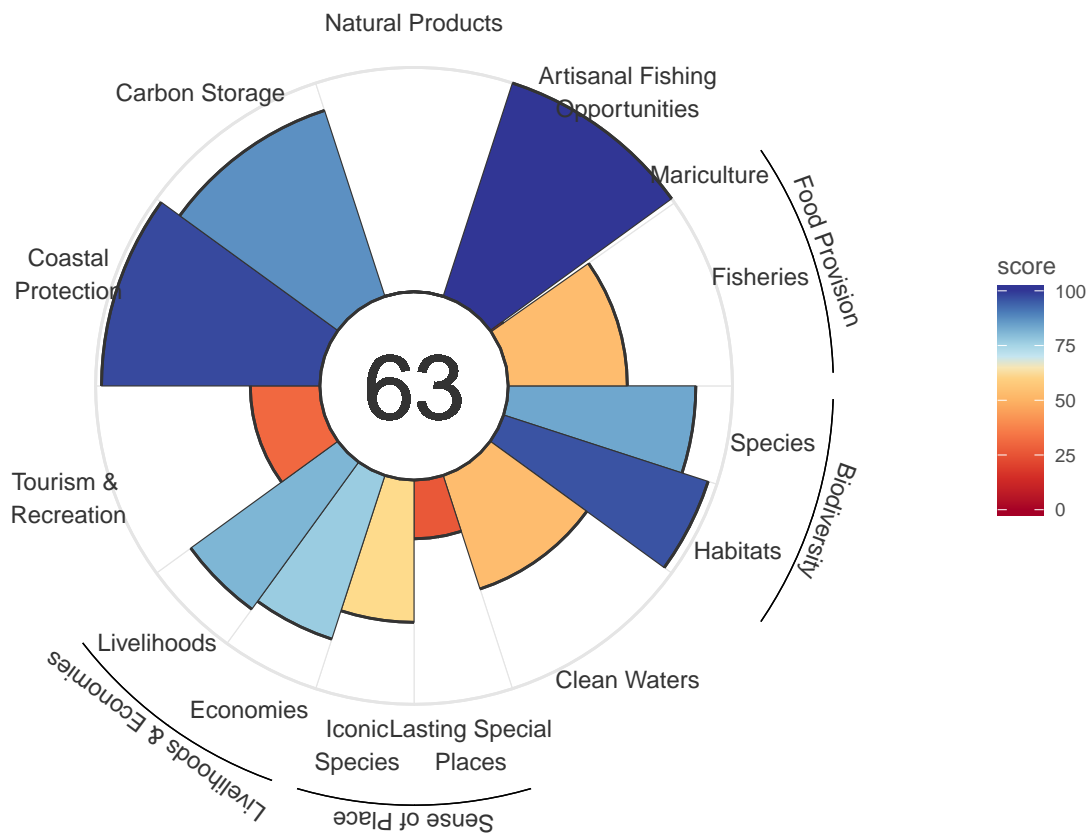 Natural Products
Artisanal Fishing
Opportunities
Carbon Storage
Mariculture
Food Provision
Fisheries
Coastal
Protection
score
100
75
50
25
0
63
Species
Biodiversity
Habitats
Tourism &
Recreation
Livelihoods
Clean Waters
Livelihoods & Economies
Economies
Iconic
Species
Lasting Special
Places
Sense of Place